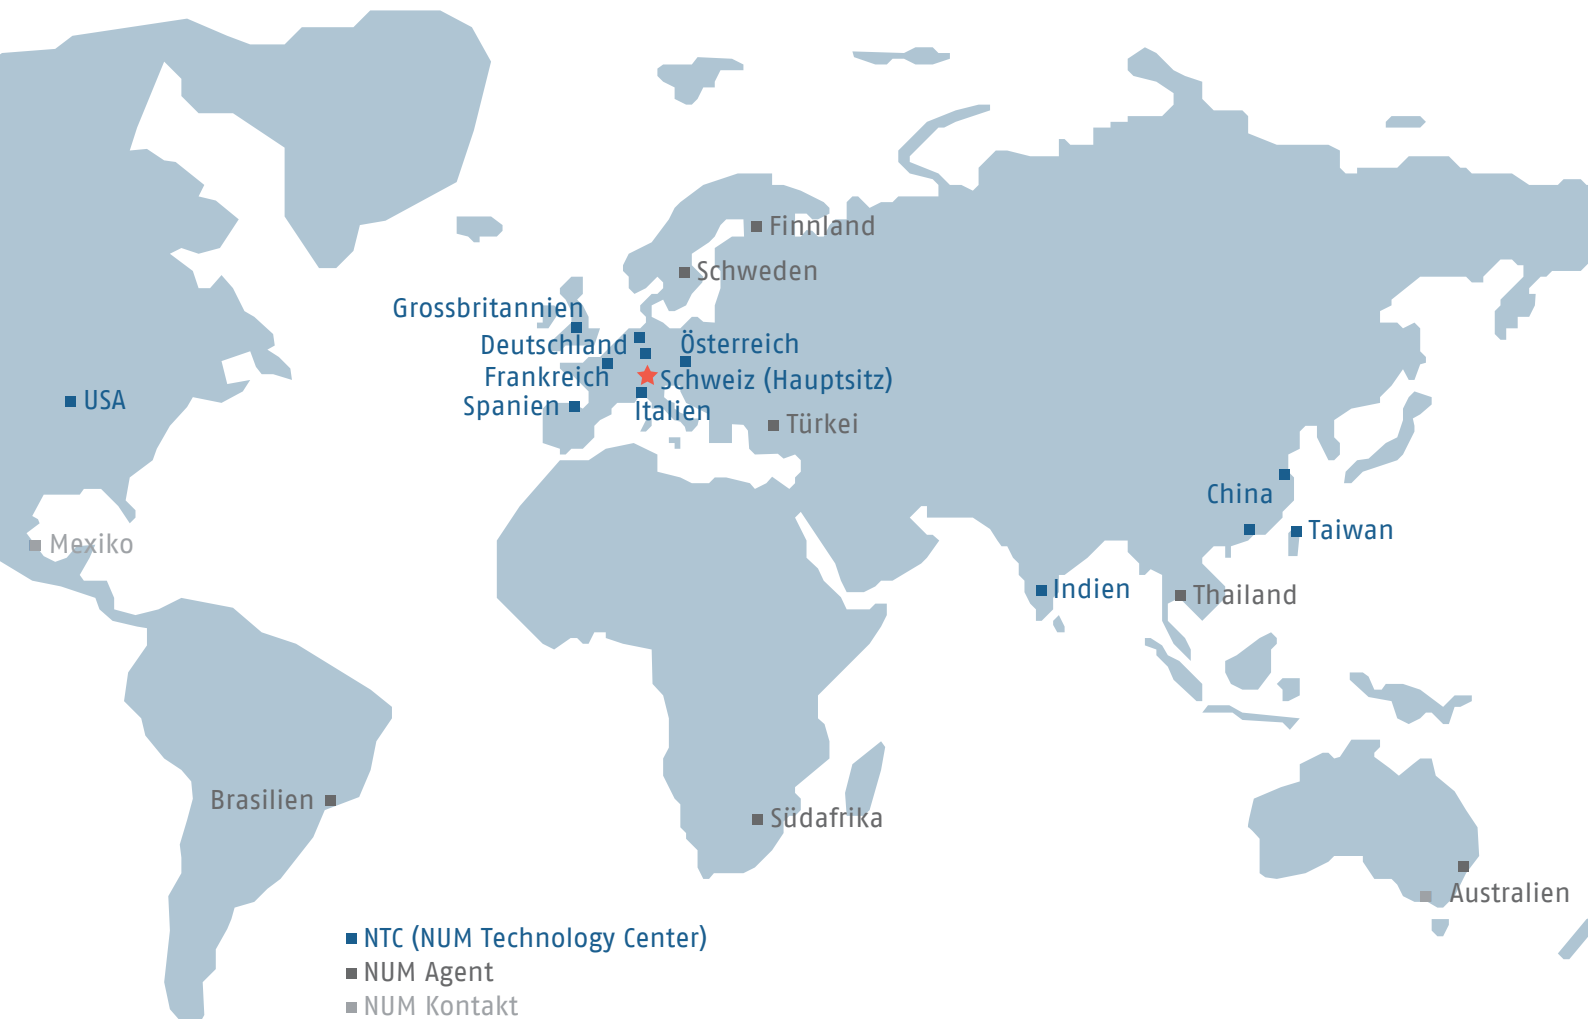 Finnland
Schweden
Grossbritannien
Deutschland
Österreich
Frankreich
Schweiz (Hauptsitz)
USA
Spanien
Italien
Türkei
China
Taiwan
Mexiko
Indien
Thailand
Brasilien
Südafrika
Australien
NTC (NUM Technology Center)
NUM Agent
NUM Kontakt